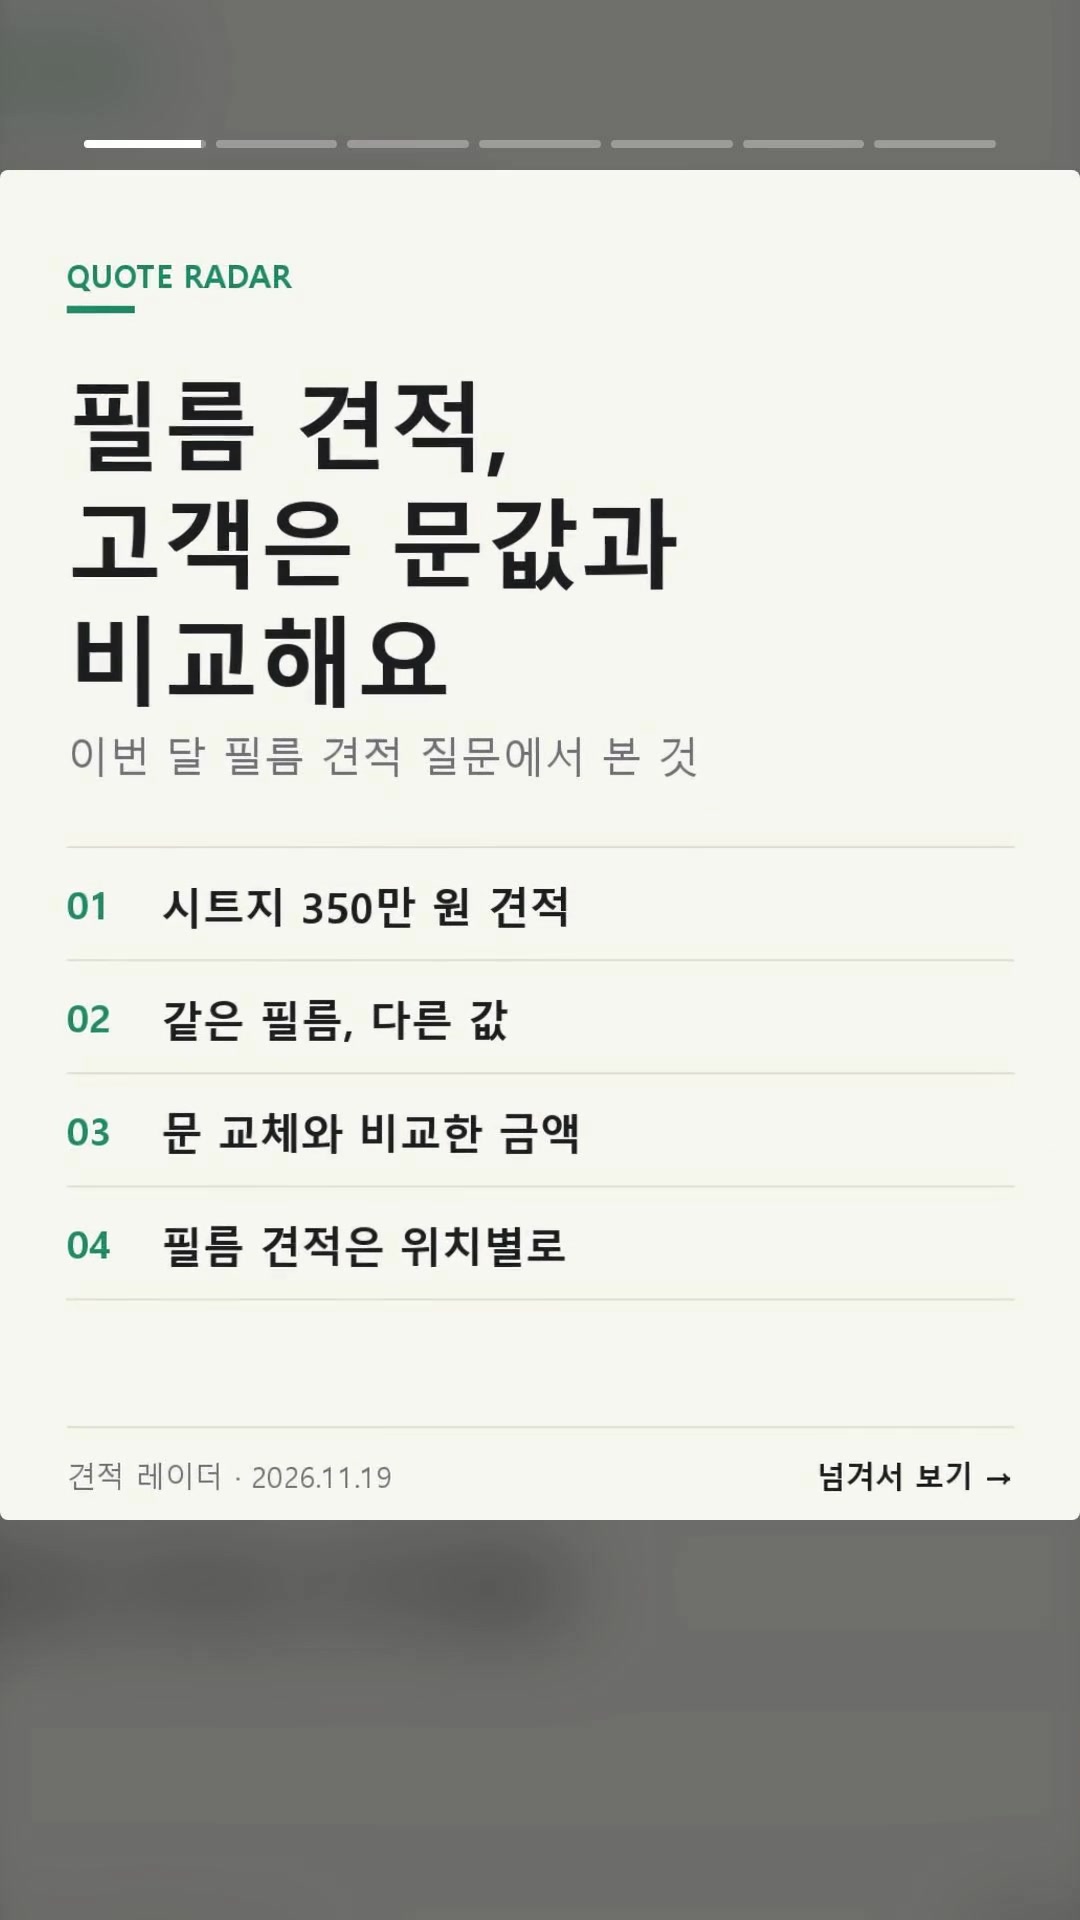 QUOTE RADAR
필름 견적,
고객은 문값과
비교해요
이번 달 필름 견적 질문에서 본 것
01 시트지 350만 원 견적
02 같은 필름, 다른 값
03 문 교체와 비교한 금액
04 필름 견적은 위치별로
견적 레이더 · 2026.11.19
넘겨서 보기 →